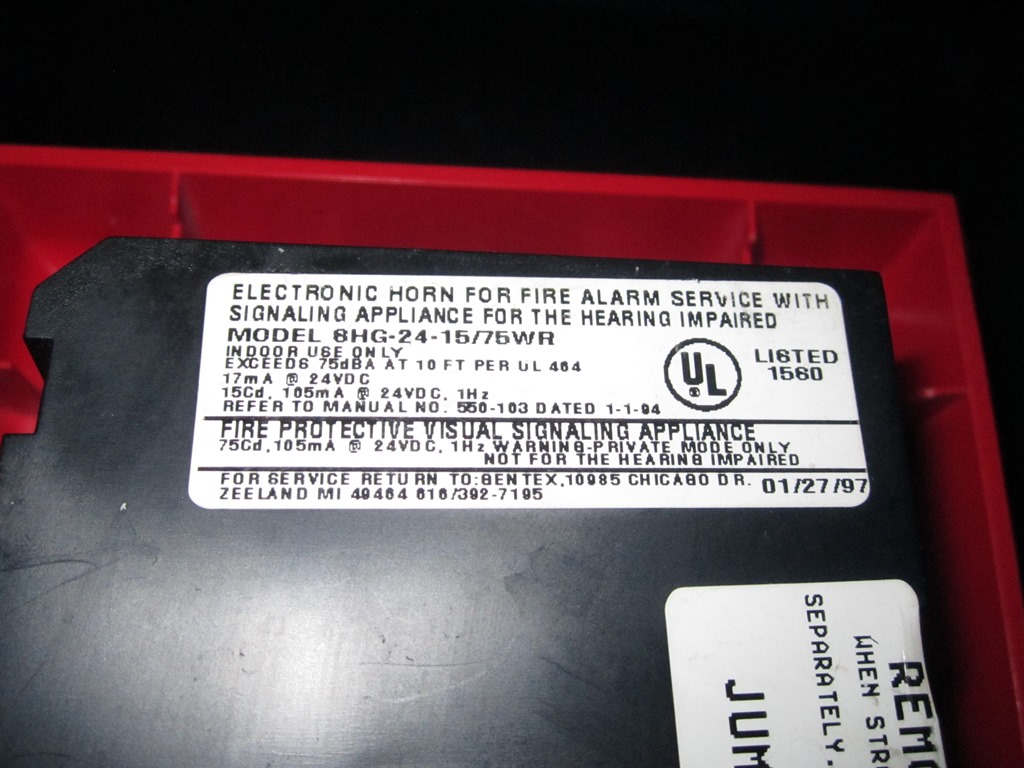 ELECTRONIC HORN FOR FIRE ALARM SERVICE WITH
SIGNALING APPLIANCE FOR THE HEARING IMPAIRED
MODEL SHG-24-15/75WR
INDOOR USE ONLY
EXCEEDS 75dBA AT 10 FT PER UL 464
17mA @ 24VDC
15Cd, 105mA @ 24VDC, 1Hz
REFER TO MANUAL NO. 550-103 DATED 1-1-94
UL
LISTED
1560
FIRE PROTECTIVE VISUAL SIGNALING APPLIANCE
75Cd, 105mA @ 24VDC, 1Hz WARNING-PRIVATE MODE ONLY
NOT FOR THE HEARING IMPAIRED
FOR SERVICE RETURN TO: GENTEX, 10985 CHICAGO DR.
ZEELAND MI 49464 616/392-7195
01/27/97
REMO
WHEN STR
SEPARATELY.
JUM